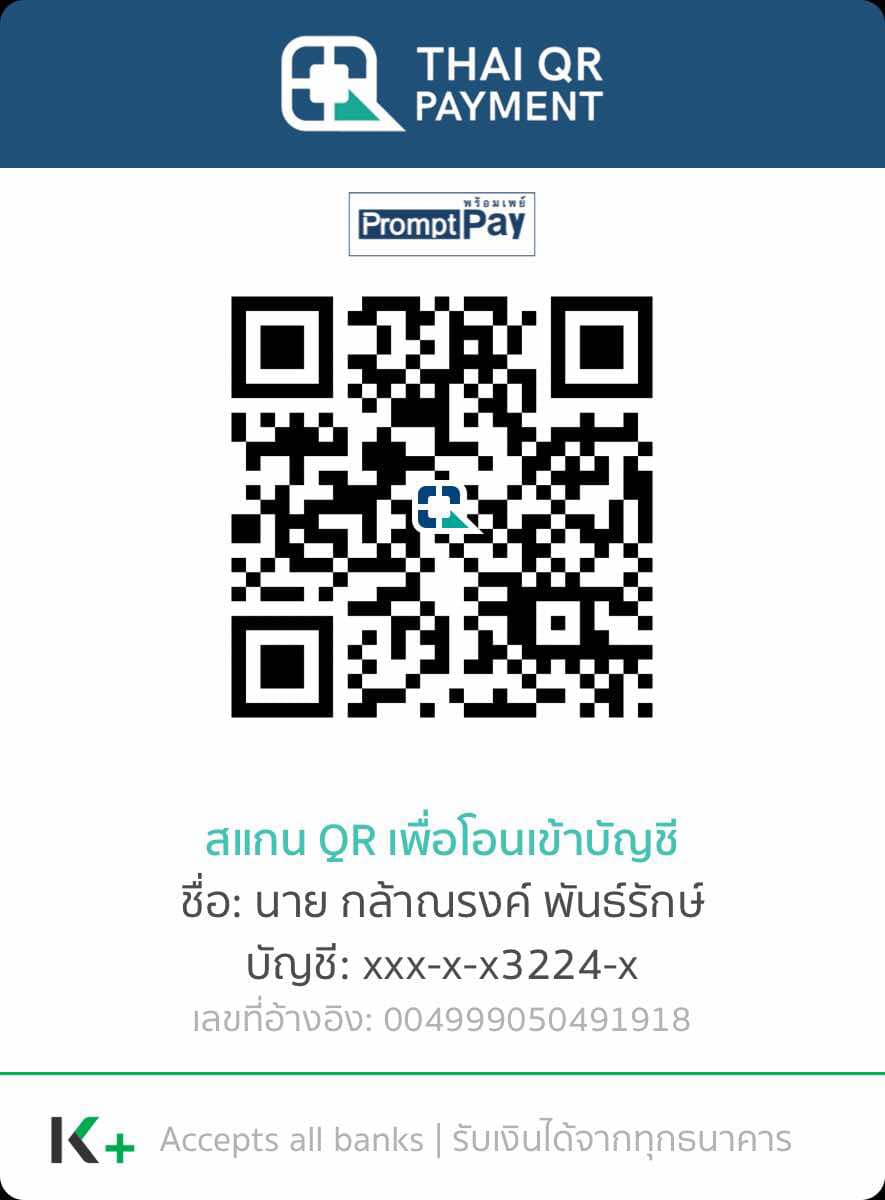 THAI QR
PAYMENT
พร้อมเพย์
PromptPay
สแกน QR เพื่อโอนเข้าบัญชี
ชื่อ: นาย กล้าณรงค์ พันธ์รักษ์
บัญชี: xxx-x-x3224-x
เลขที่อ้างอิง: 004999050491918
K+ Accepts all banks | รับเงินได้จากทุกธนาคาร